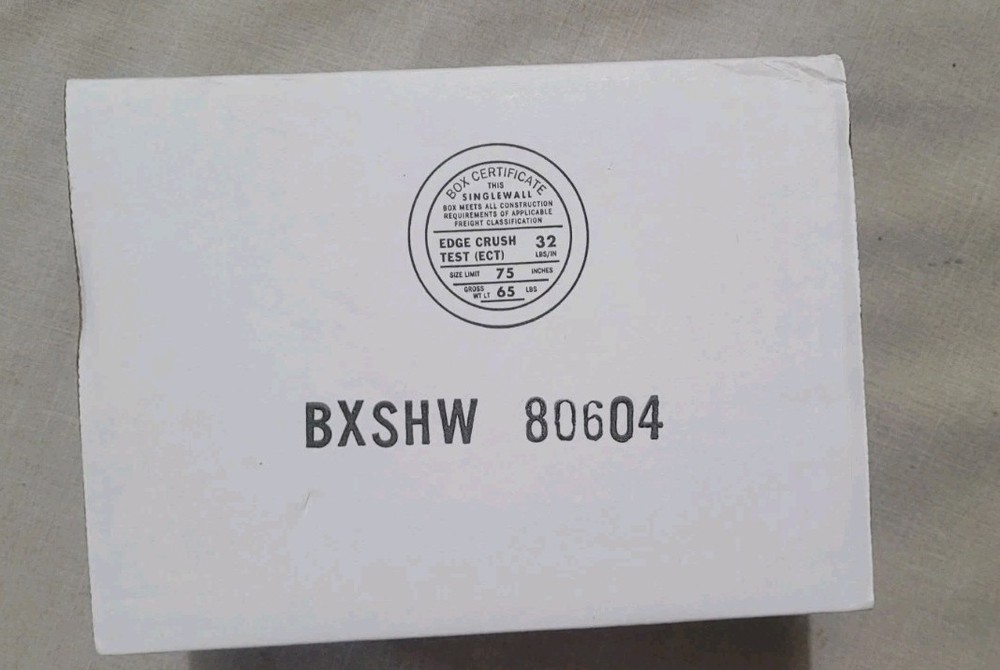 BOX CERTIFICATE
THIS
SINGLEWALL
BOX MEETS ALL CONSTRUCTION
REQUIREMENTS OF APPLICABLE
FREIGHT CLASSIFICATION
EDGE CRUSH 32
TEST (ECT) LBS/IN
SIZE LIMIT 75 INCHES
GROSS
WT LT 65 LBS
BXSHW 80604